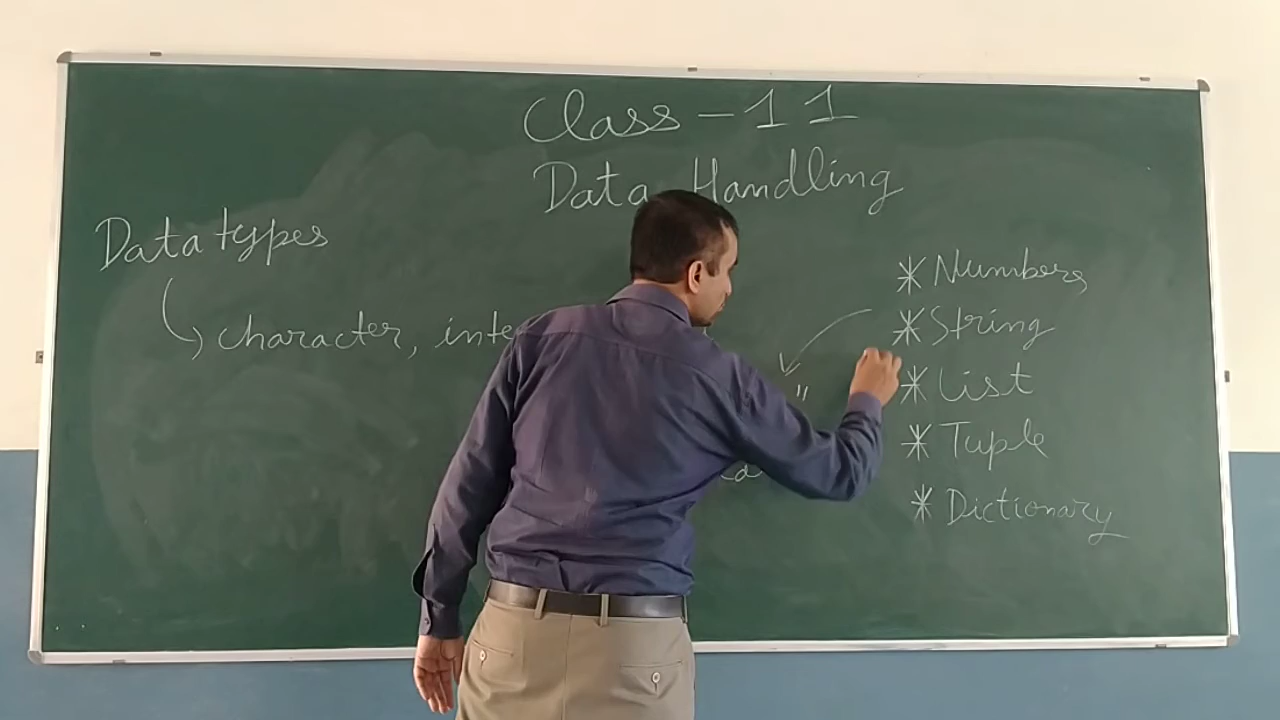 Class - 11
Data Handling
Data types
character, inte
* Numbers
* String
* List
* Tuple
* Dictionary
"